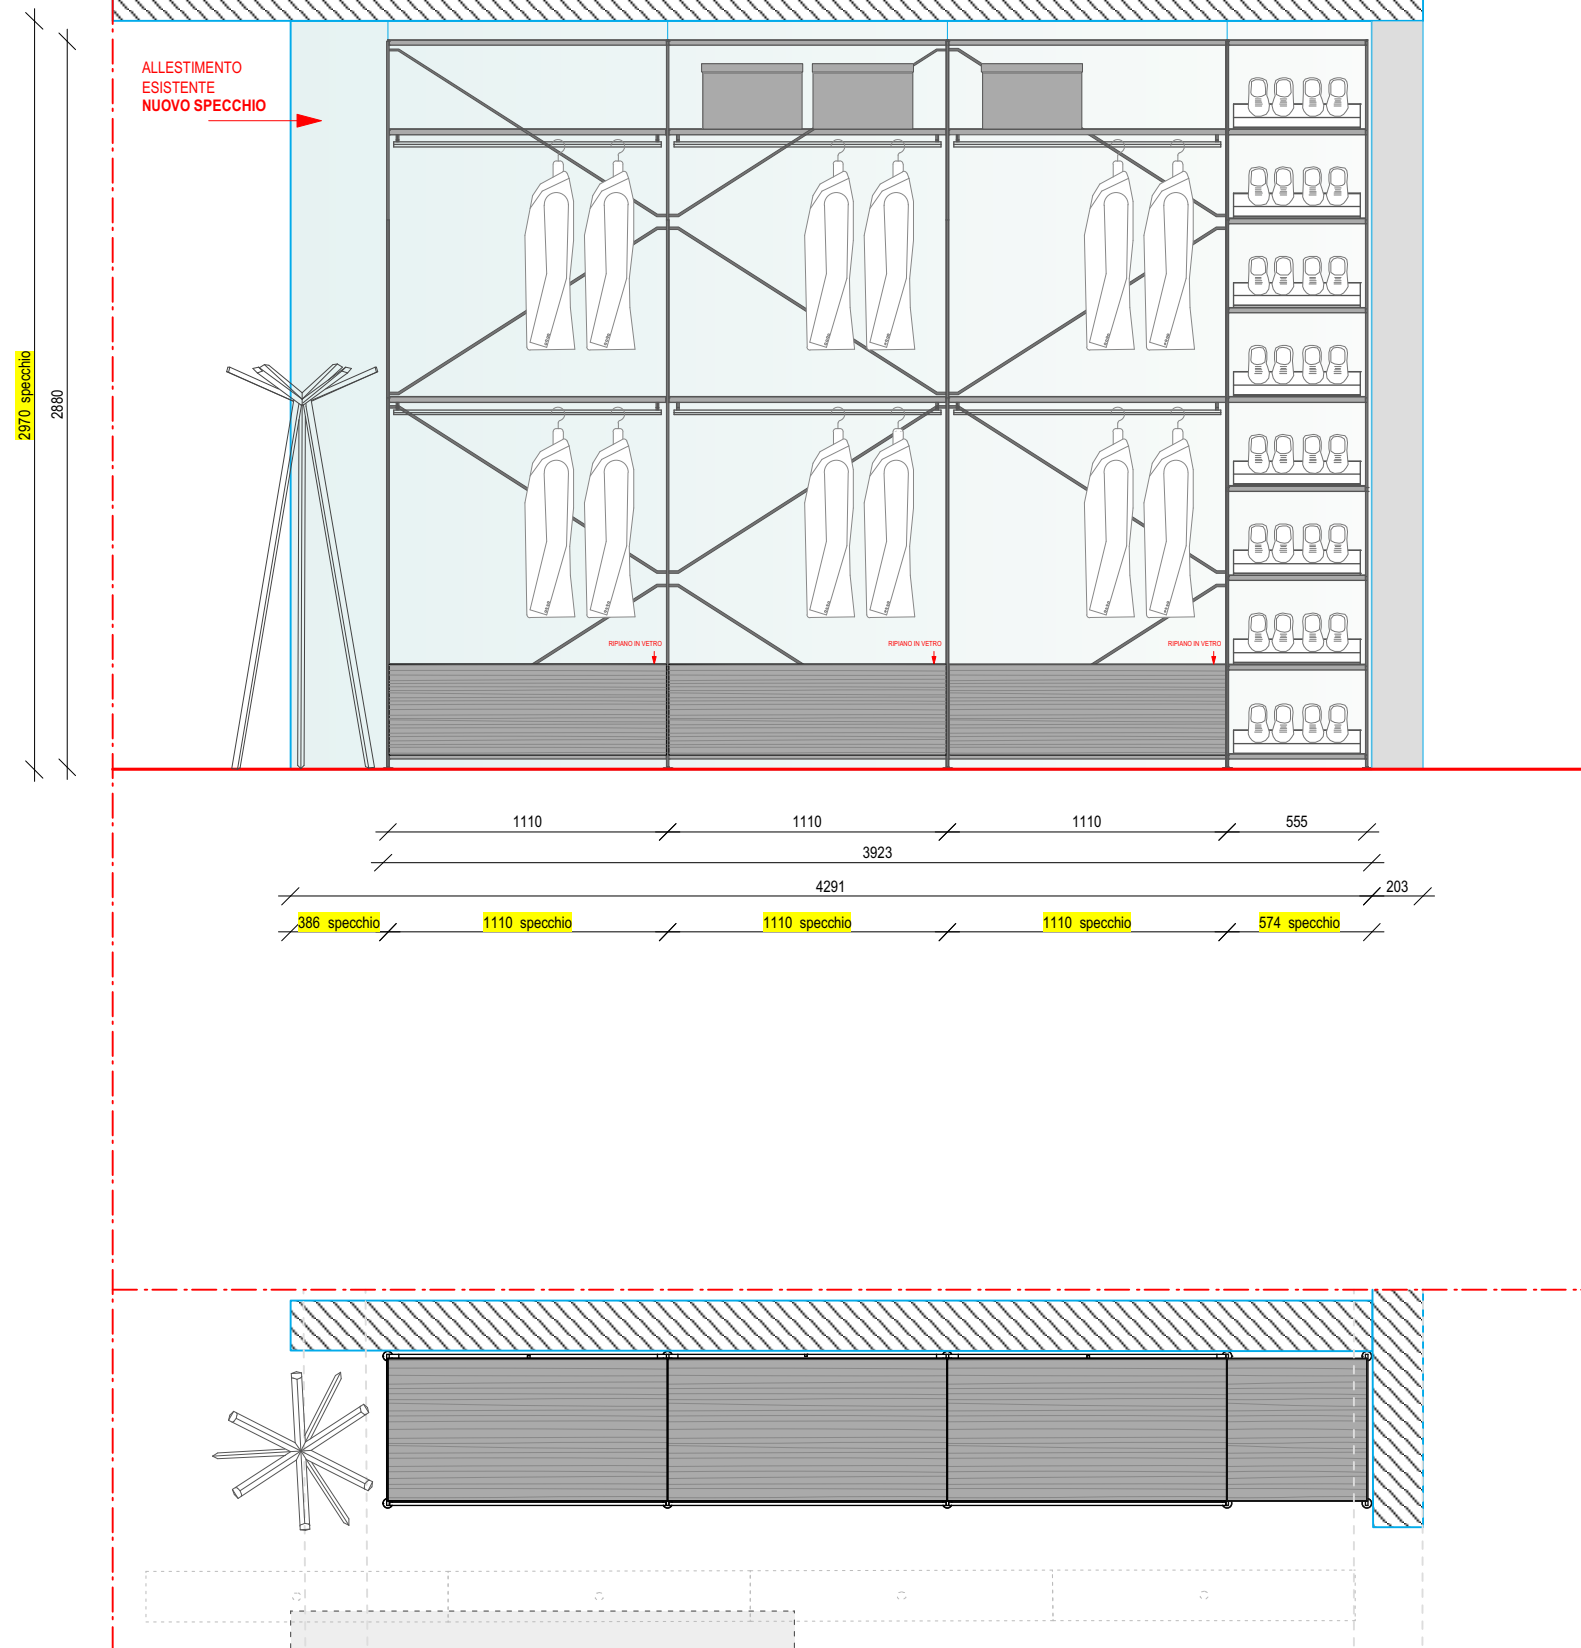 ALLESTIMENTO
ESISTENTE
NUOVO SPECCHIO
2970 specchio
2880
RIPIANO IN VETRO
RIPIANO IN VETRO
RIPIANO IN VETRO
1110
1110
1110
555
3923
4291
203
386 specchio
1110 specchio
1110 specchio
1110 specchio
574 specchio